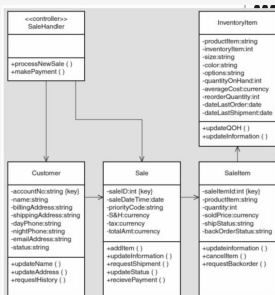 <<controller>>
SaleHandler
+processNewSale ( )
+makePayment ( )
InventoryItem
-productItem:string
-inventoryItem:int
-size:string
-color:string
-options:string
-quantityOnHand:int
-averageCost:currency
-reorderQuantity:int
-dateLastOrder:date
-dateLastShipment:date
+updateQOH ( )
+updateInformation ( )
Customer
-accountNo:string {key}
-name:string
-billingAddress:string
-shippingAddress:string
-dayPhone:string
-nightPhone:string
-emailAddress:string
-status:string
+updateName ( )
+updateAddress ( )
+requestHistory ( )
Sale
-saleID:int {key}
-saleDateTime:date
-priorityCode:string
-S&H:currency
-tax:currency
-totalAmt:currency
+addItem ( )
+updateInformation ( )
+requestShipment ( )
+updateStatus ( )
+recievePayment ( )
SaleItem
-saleItemId:int {key}
-productItem:string
-quantity:int
-soldPrice:currency
-shipStatus:string
-backOrderStatus:string
+updateinformation ( )
+cancelItem ( )
+requestBackorder ( )